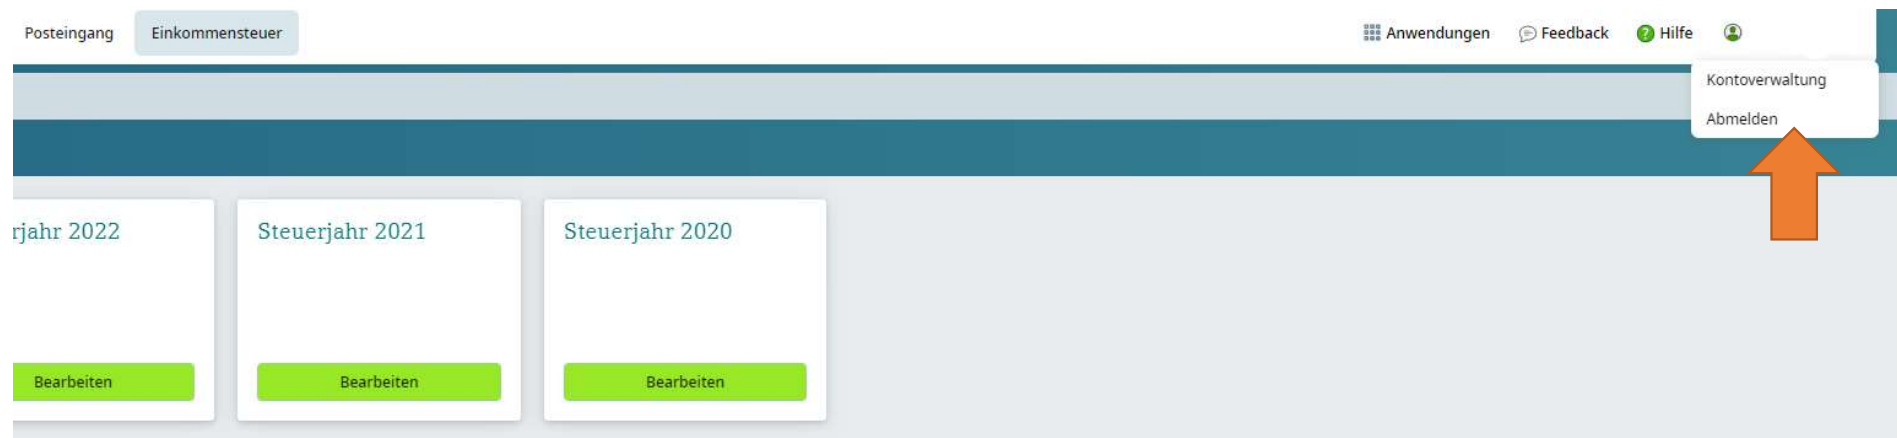 Posteingang Einkommensteuer Anwendungen Feedback ? Hilfe
Kontoverwaltung
Abmelden
rjahr 2022 Steuerjahr 2021 Steuerjahr 2020
Bearbeiten Bearbeiten Bearbeiten